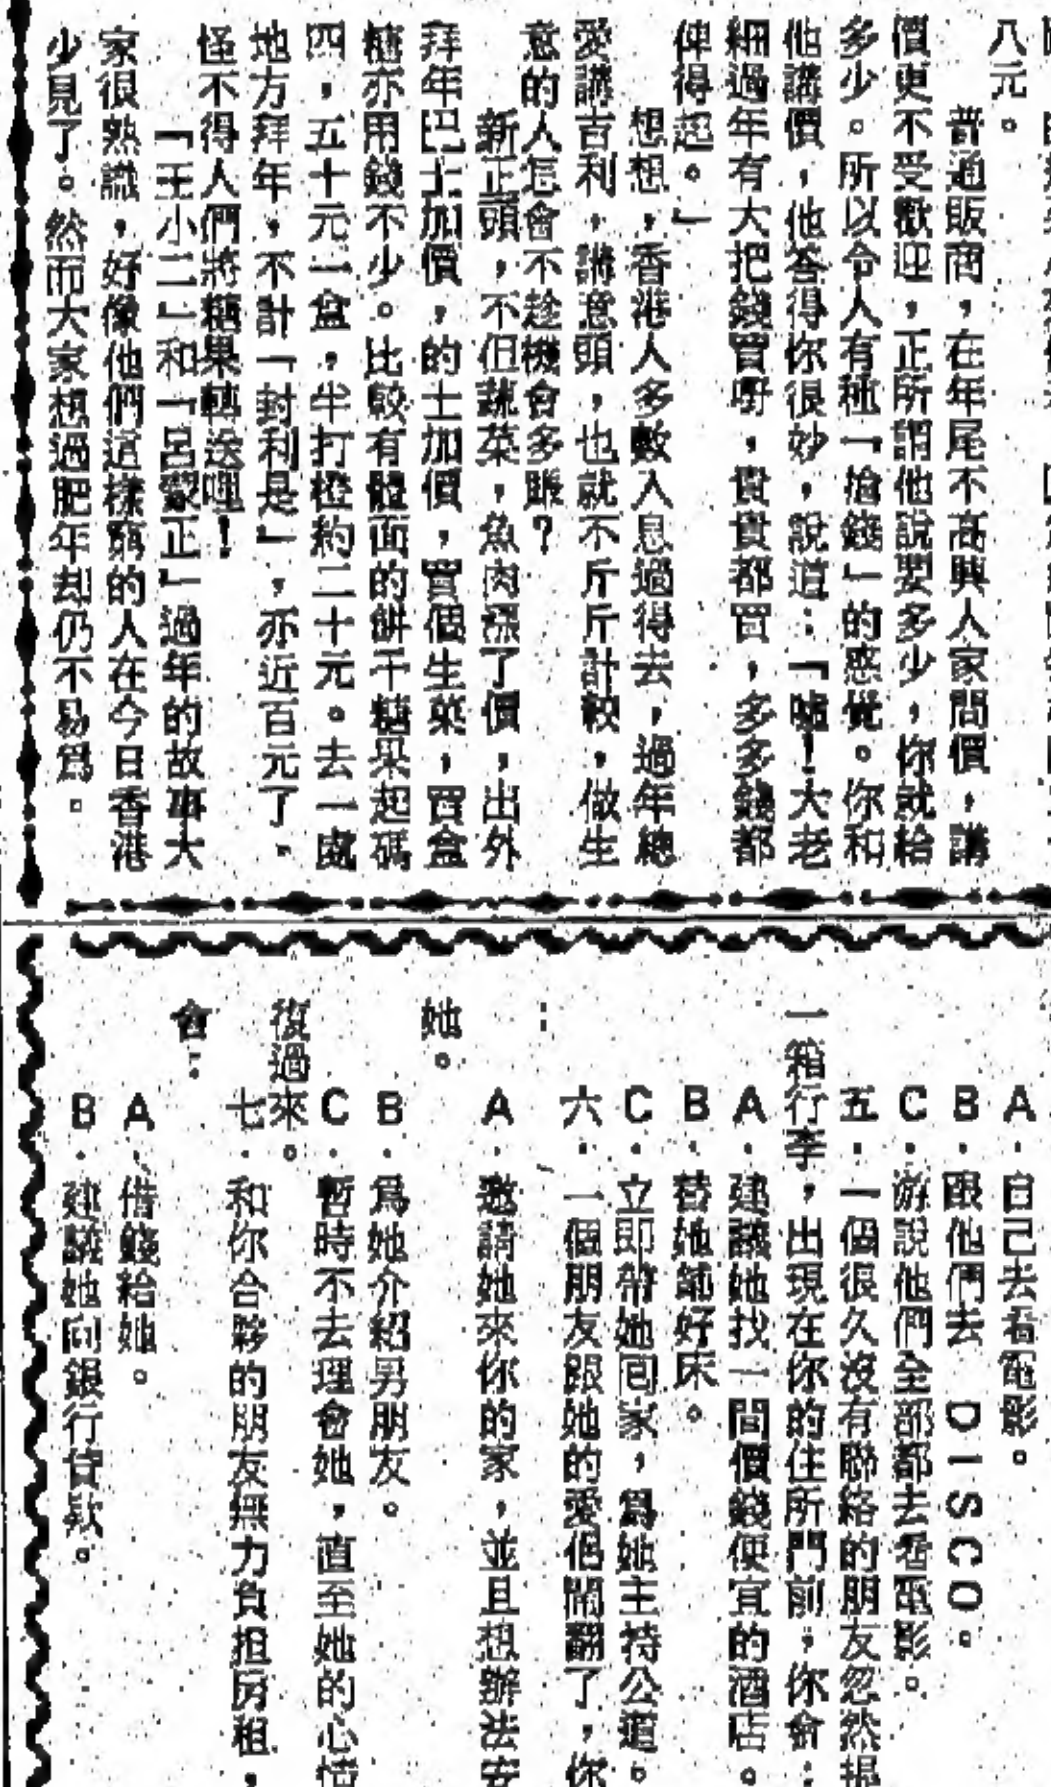 八元。
普通販商，在年尾不高興人家問價，講
價更不受歡迎，正所謂他說要多少，你就給
多少。所以令人有種「搶錢」的感覺。你和
他講價，他答得你很妙，說道：「噓！大老
細過年有大把錢買嘢，貴貴都買，多多錢都
俾得起。」
想想，香港人多數入息過得去，過年總
愛講吉利，講意頭，也就不斤斤計較，做生
意的人怎會不趁機會多賺？
新正頭，不但蔬菜，魚肉漲了價，出外
拜年巴士加價，的士加價，買個生菜，買盒
糖亦用錢不少。比較有體面的餅干糖果起碼
四，五十元一盒，半打橙約二十元。去一處
地方拜年，不計「封利是」，亦近百元了，
怪不得人們將糖果轉送哩！
「王小二」和「呂蒙正」過年的故事大
家很熟識，好像他們這樣窮的人在今日香港
少見了。然而大家想過肥年却仍不易爲。
A．自己去看電影。
B．跟他們去 DISCO。
C．游說他們全部都去看電影。
五．一個很久沒有聯絡的朋友忽然提
一箱行李，出現在你的住所門前，你會：
A．建議她找一間價錢便宜的酒店。
B．替她鋪好床。
C．立即帶她回家，爲她主持公道。
六．一個朋友跟她的愛侶鬧翻了，你
：
A．邀請她來你的家，並且想辦法安
她。
B．爲她介紹男朋友。
C．暫時不去理會她，直至她的心情
復過來。
七．和你合夥的朋友無力負担房租，
會：
A．借錢給她。
B．建議她向銀行貸款。